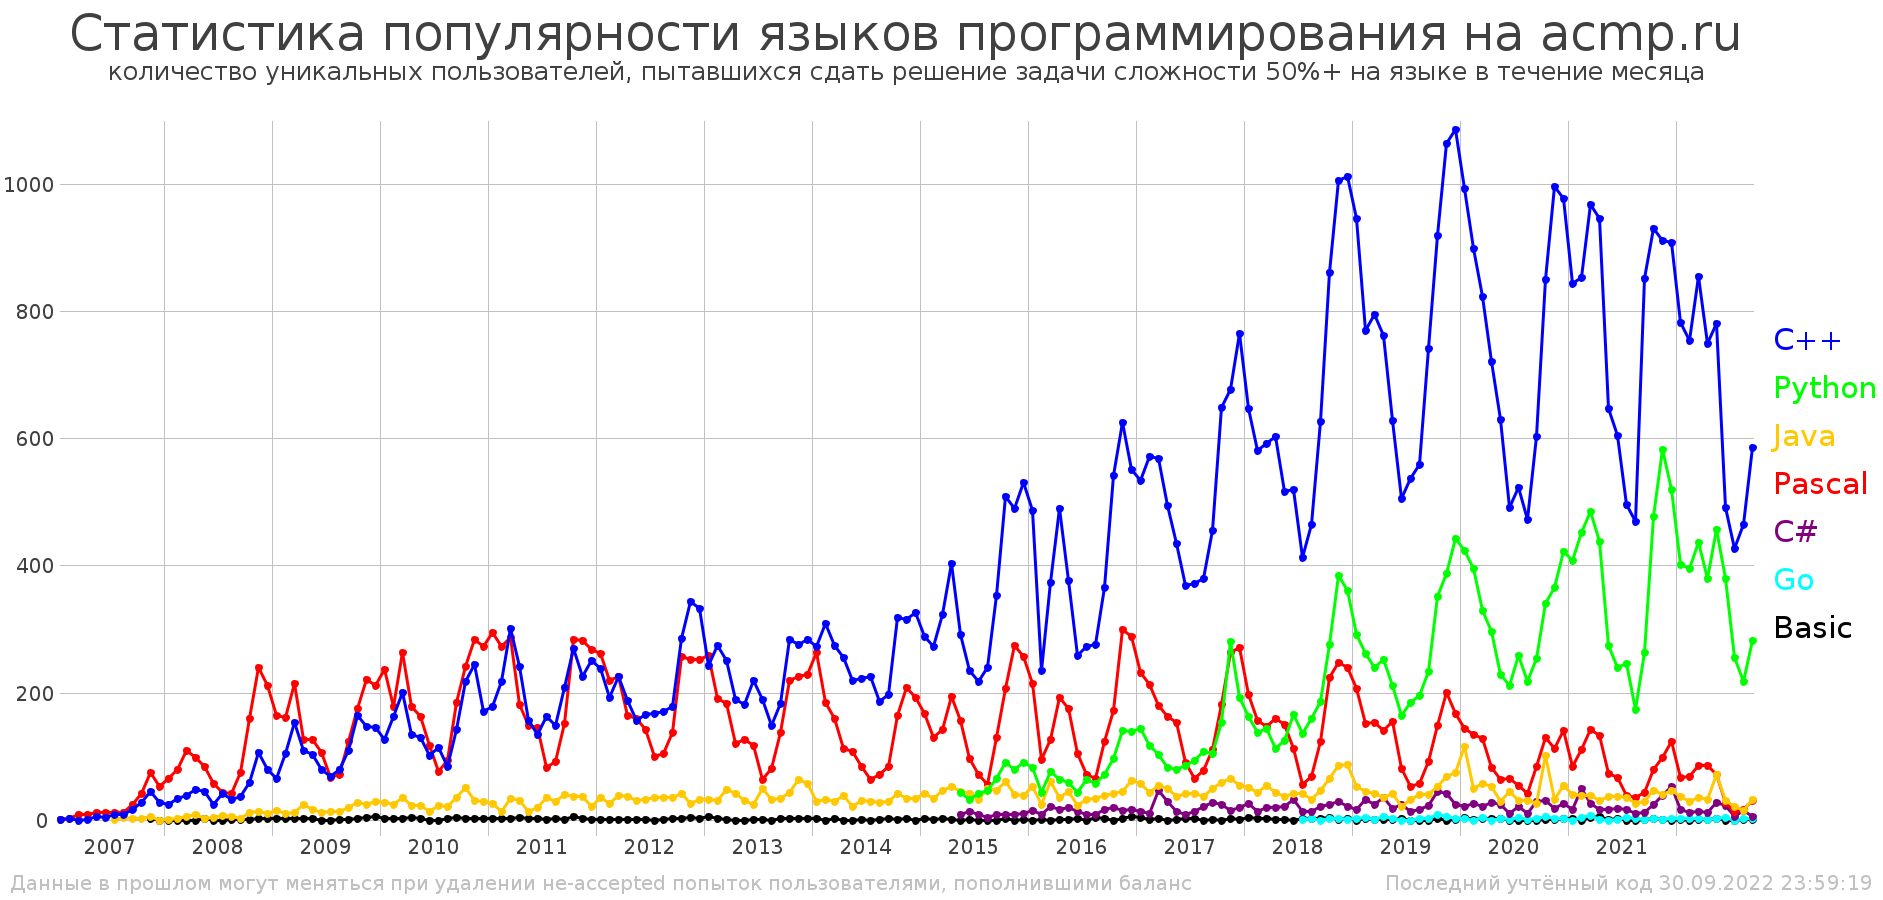 Статистика популярности языков программирования на acmp.ru
количество уникальных пользователей, пытавшихся сдать решение задачи сложности 50%+ на языке в течение месяца
1000
800
600
400
200
0
C++
Python
Java
Pascal
C#
Go
Basic
2007 2008 2009 2010 2011 2012 2013 2014 2015 2016 2017 2018 2019 2020 2021
Данные в прошлом могут меняться при удалении не-accepted попыток пользователями, пополнившими баланс
Последний учтённый код 30.09.2022 23:59:19